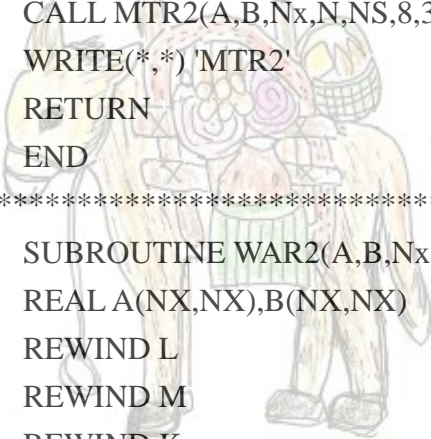 CALL MTR2(A,B,Nx,N,NS,8,3
WRITE(*,*) 'MTR2'
RETURN
END
*****************************
SUBROUTINE WAR2(A,B,Nx
REAL A(NX,NX),B(NX,NX)
REWIND L
REWIND M
REWIND K